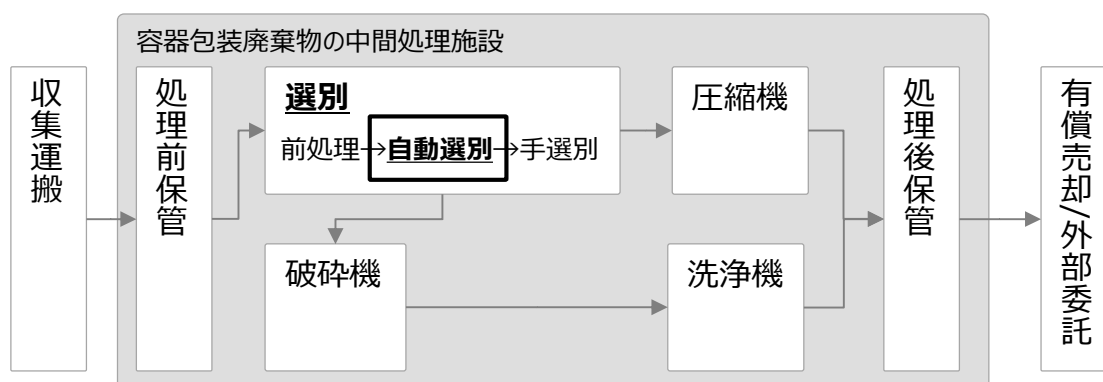 容器包装廃棄物の中間処理施設
収集運搬
処理前保管
選別
前処理→自動選別→手選別
破砕機
圧縮機
洗浄機
処理後保管
有償売却/外部委託